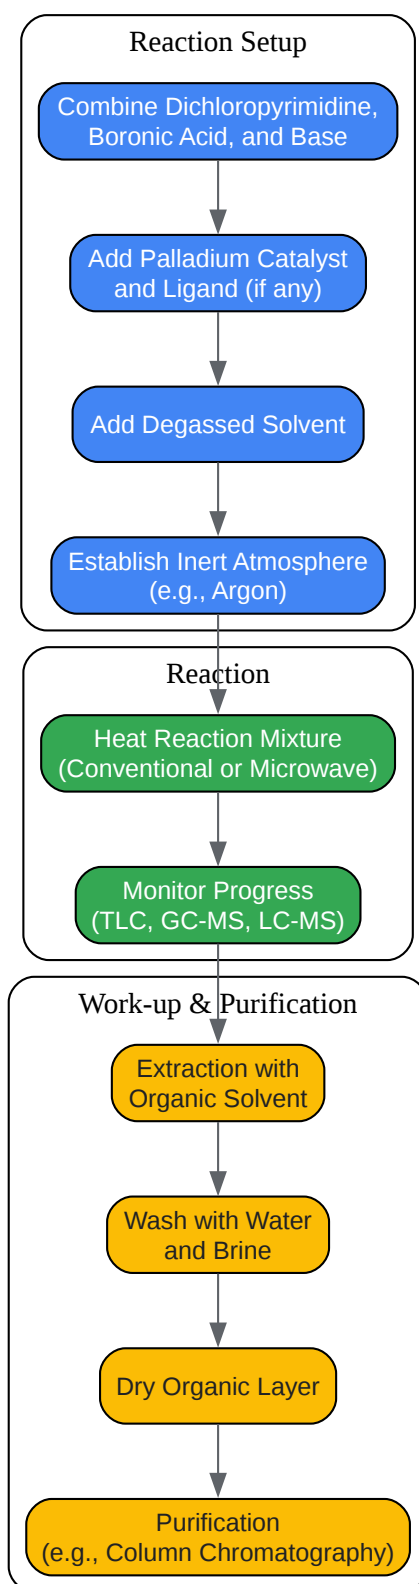 Reaction Setup
Combine Dichloropyrimidine,
Boronic Acid, and Base
Add Palladium Catalyst
and Ligand (if any)
Add Degassed Solvent
Establish Inert Atmosphere
(e.g., Argon)
Reaction
Heat Reaction Mixture
(Conventional or Microwave)
Monitor Progress
(TLC, GC-MS, LC-MS)
Work-up & Purification
Extraction with
Organic Solvent
Wash with Water
and Brine
Dry Organic Layer
Purification
(e.g., Column Chromatography)